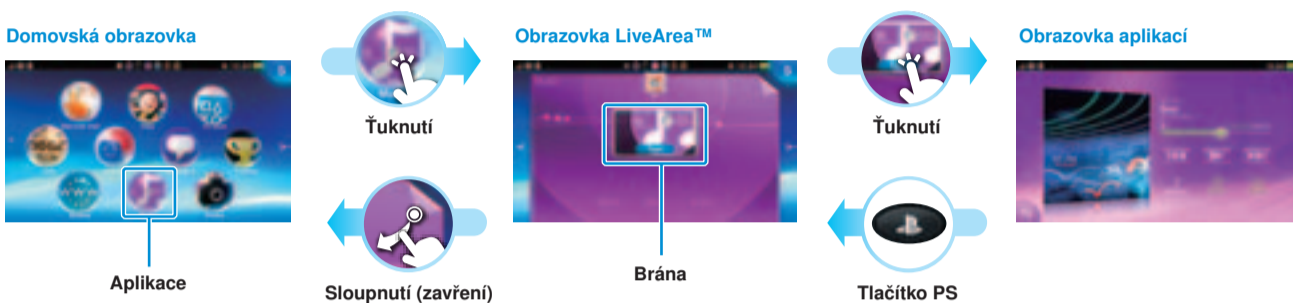 Domovská obrazovka
Obrazovka LiveArea™
Obrazovka aplikací
Ťuknutí
Ťuknutí
Aplikace
Sloupnutí (zavření)
Brána
Tlačítko PS